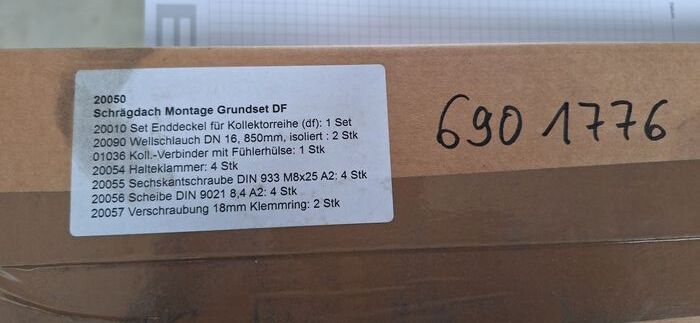 E
20050
Schrägdach Montage Grundset DF
20010 Set Enddeckel für Kollektorreihe (df): 1 Set
20090 Wellschlauch DN 16, 850mm, isoliert : 2 Stk
01036 Koll.-Verbinder mit Fühlerhülse: 1 Stk
20054 Halteklammer: 4 Stk
20055 Sechskantschraube DIN 933 M8x25 A2: 4 Stk
20056 Scheibe DIN 9021 8,4 A2: 4 Stk
20057 Verschraubung 18mm Klemmring: 2 Stk
690 1776